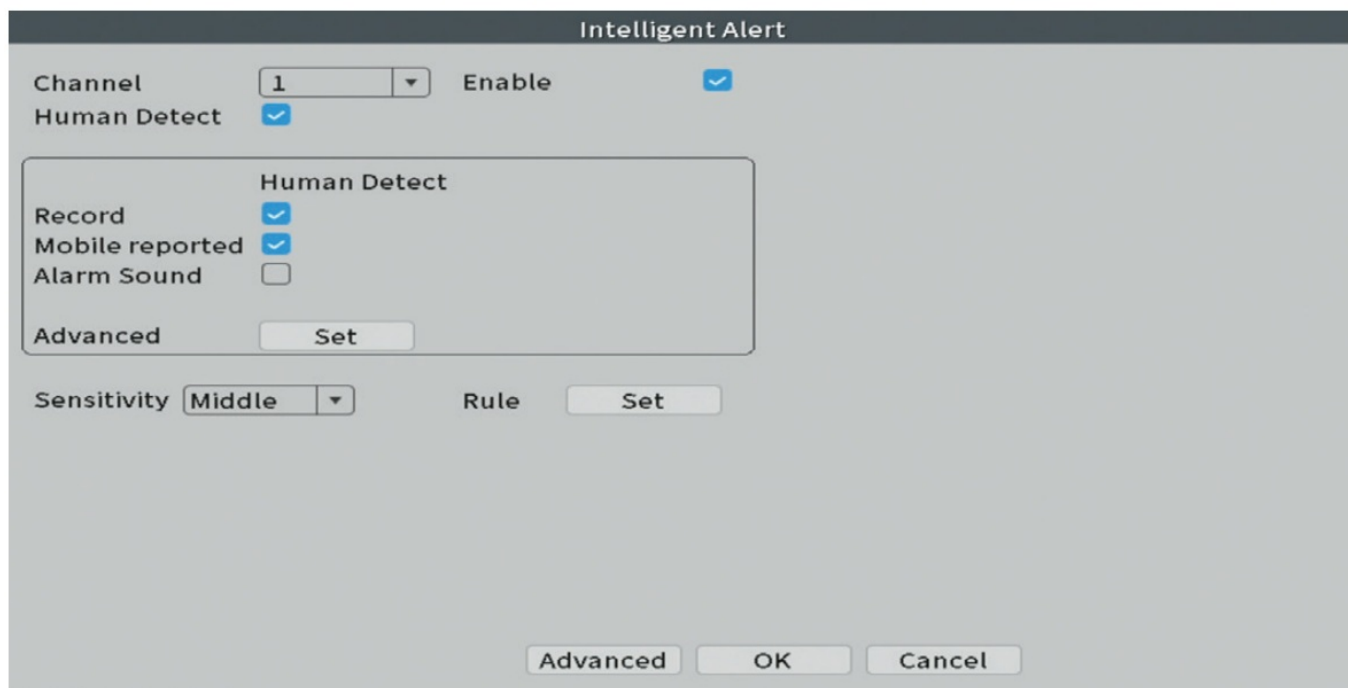 Intelligent Alert
Channel 1 Enable
Human Detect
Human Detect
Record
Mobile reported
Alarm Sound
Advanced Set
Sensitivity Middle Rule Set
Advanced OK Cancel